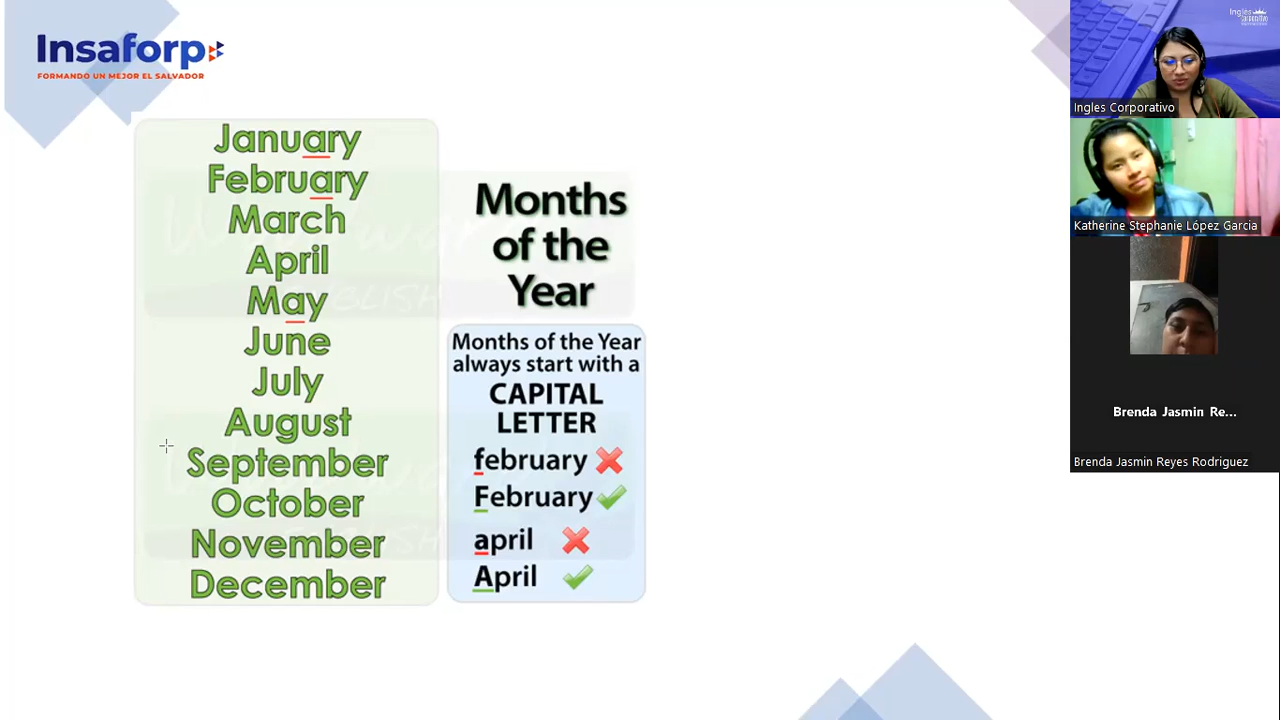 Insaforp
FORMANDO UN MEJOR EL SALVADOR
January
February
March
April
May
June
July
August
September
October
November
December
Months
of the
Year
Months of the Year
always start with a
CAPITAL
LETTER
february
February
april
April
Ingles Corporativo
Katherine Stephanie López Garcia
Brenda Jasmin Re...
Brenda Jasmin Reyes Rodriguez